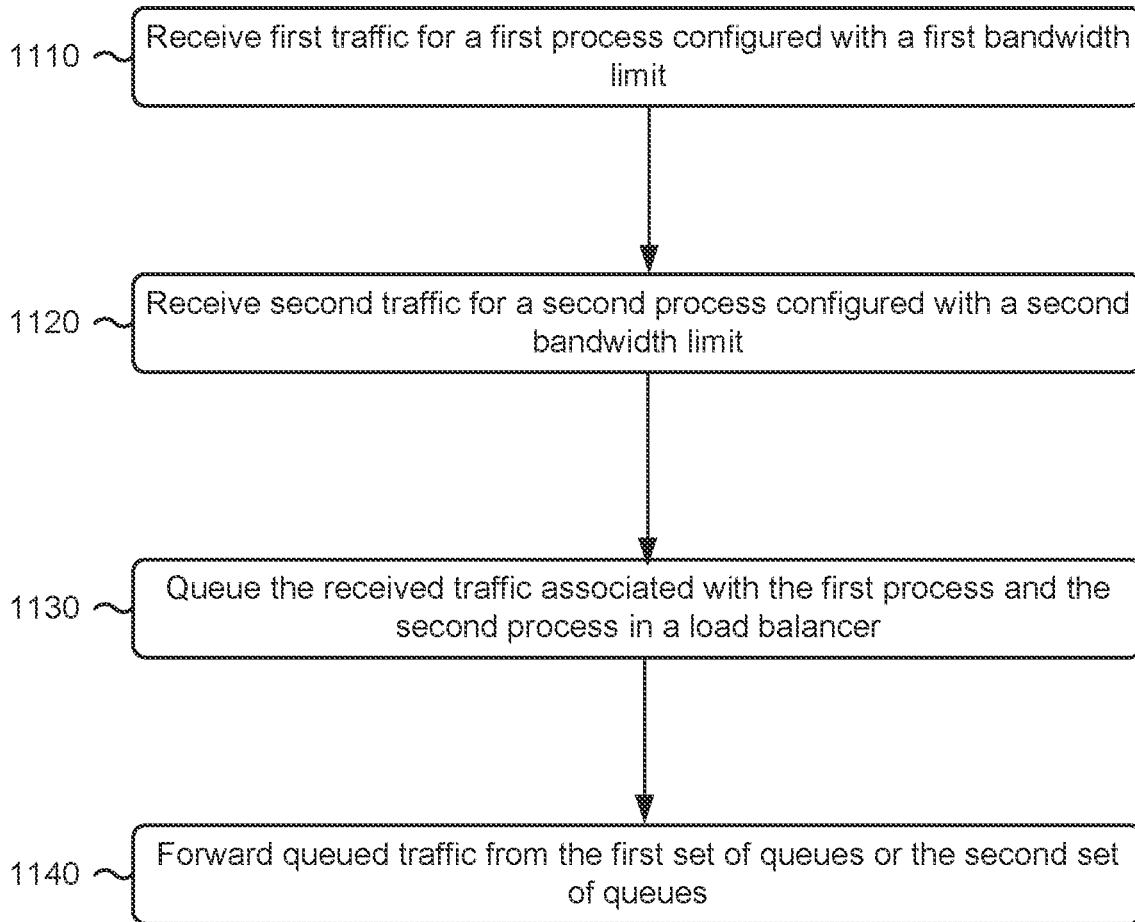 1110
Receive first traffic for a first process configured with a first bandwidth
limit
1120
Receive second traffic for a second process configured with a second
bandwidth limit
1130
Queue the received traffic associated with the first process and the
second process in a load balancer
1140
Forward queued traffic from the first set of queues or the second set
of queues